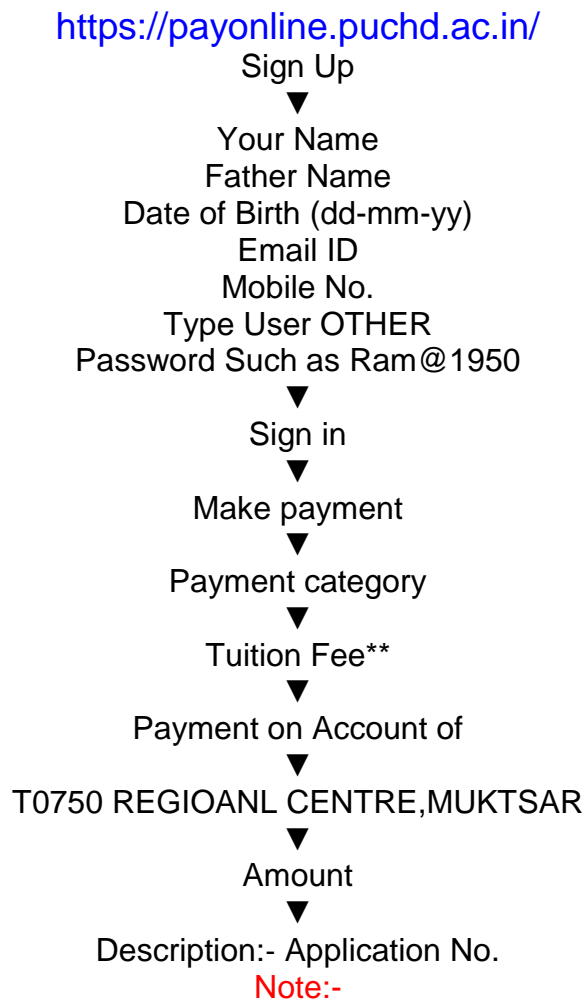 https://payonline.puchd.ac.in/
Sign Up
▼
Your Name
Father Name
Date of Birth (dd-mm-yy)
Email ID
Mobile No.
Type User OTHER
Password Such as Ram@1950
▼
Sign in
▼
Make payment
▼
Payment category
▼
Tuition Fee**
▼
Payment on Account of
▼
T0750 REGIOANL CENTRE,MUKTSAR
▼
Amount
▼
Description:- Application No.
Note:-